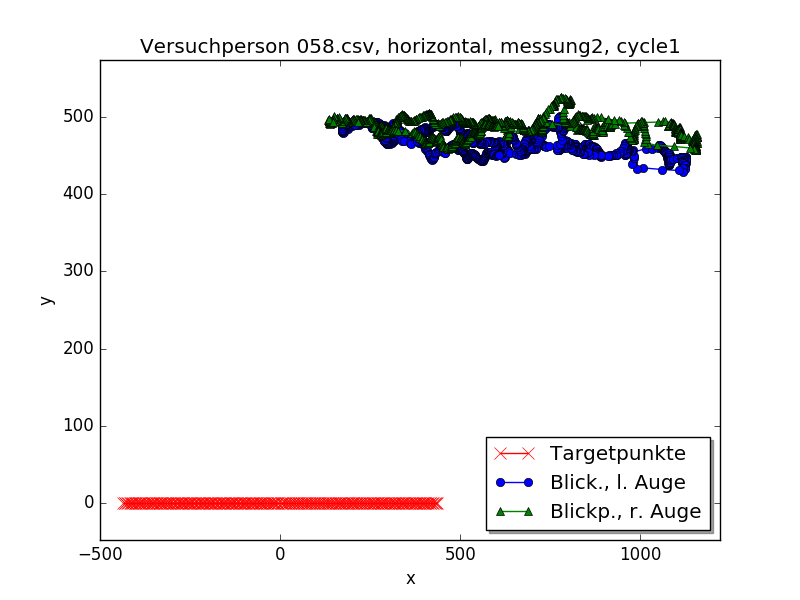 Versuchperson 058.csv, horizontal, messung2, cycle1
500
400
300
200
100
0
y
−500 0 500 1000
x
Targetpunkte
Blick., l. Auge
Blickp., r. Auge